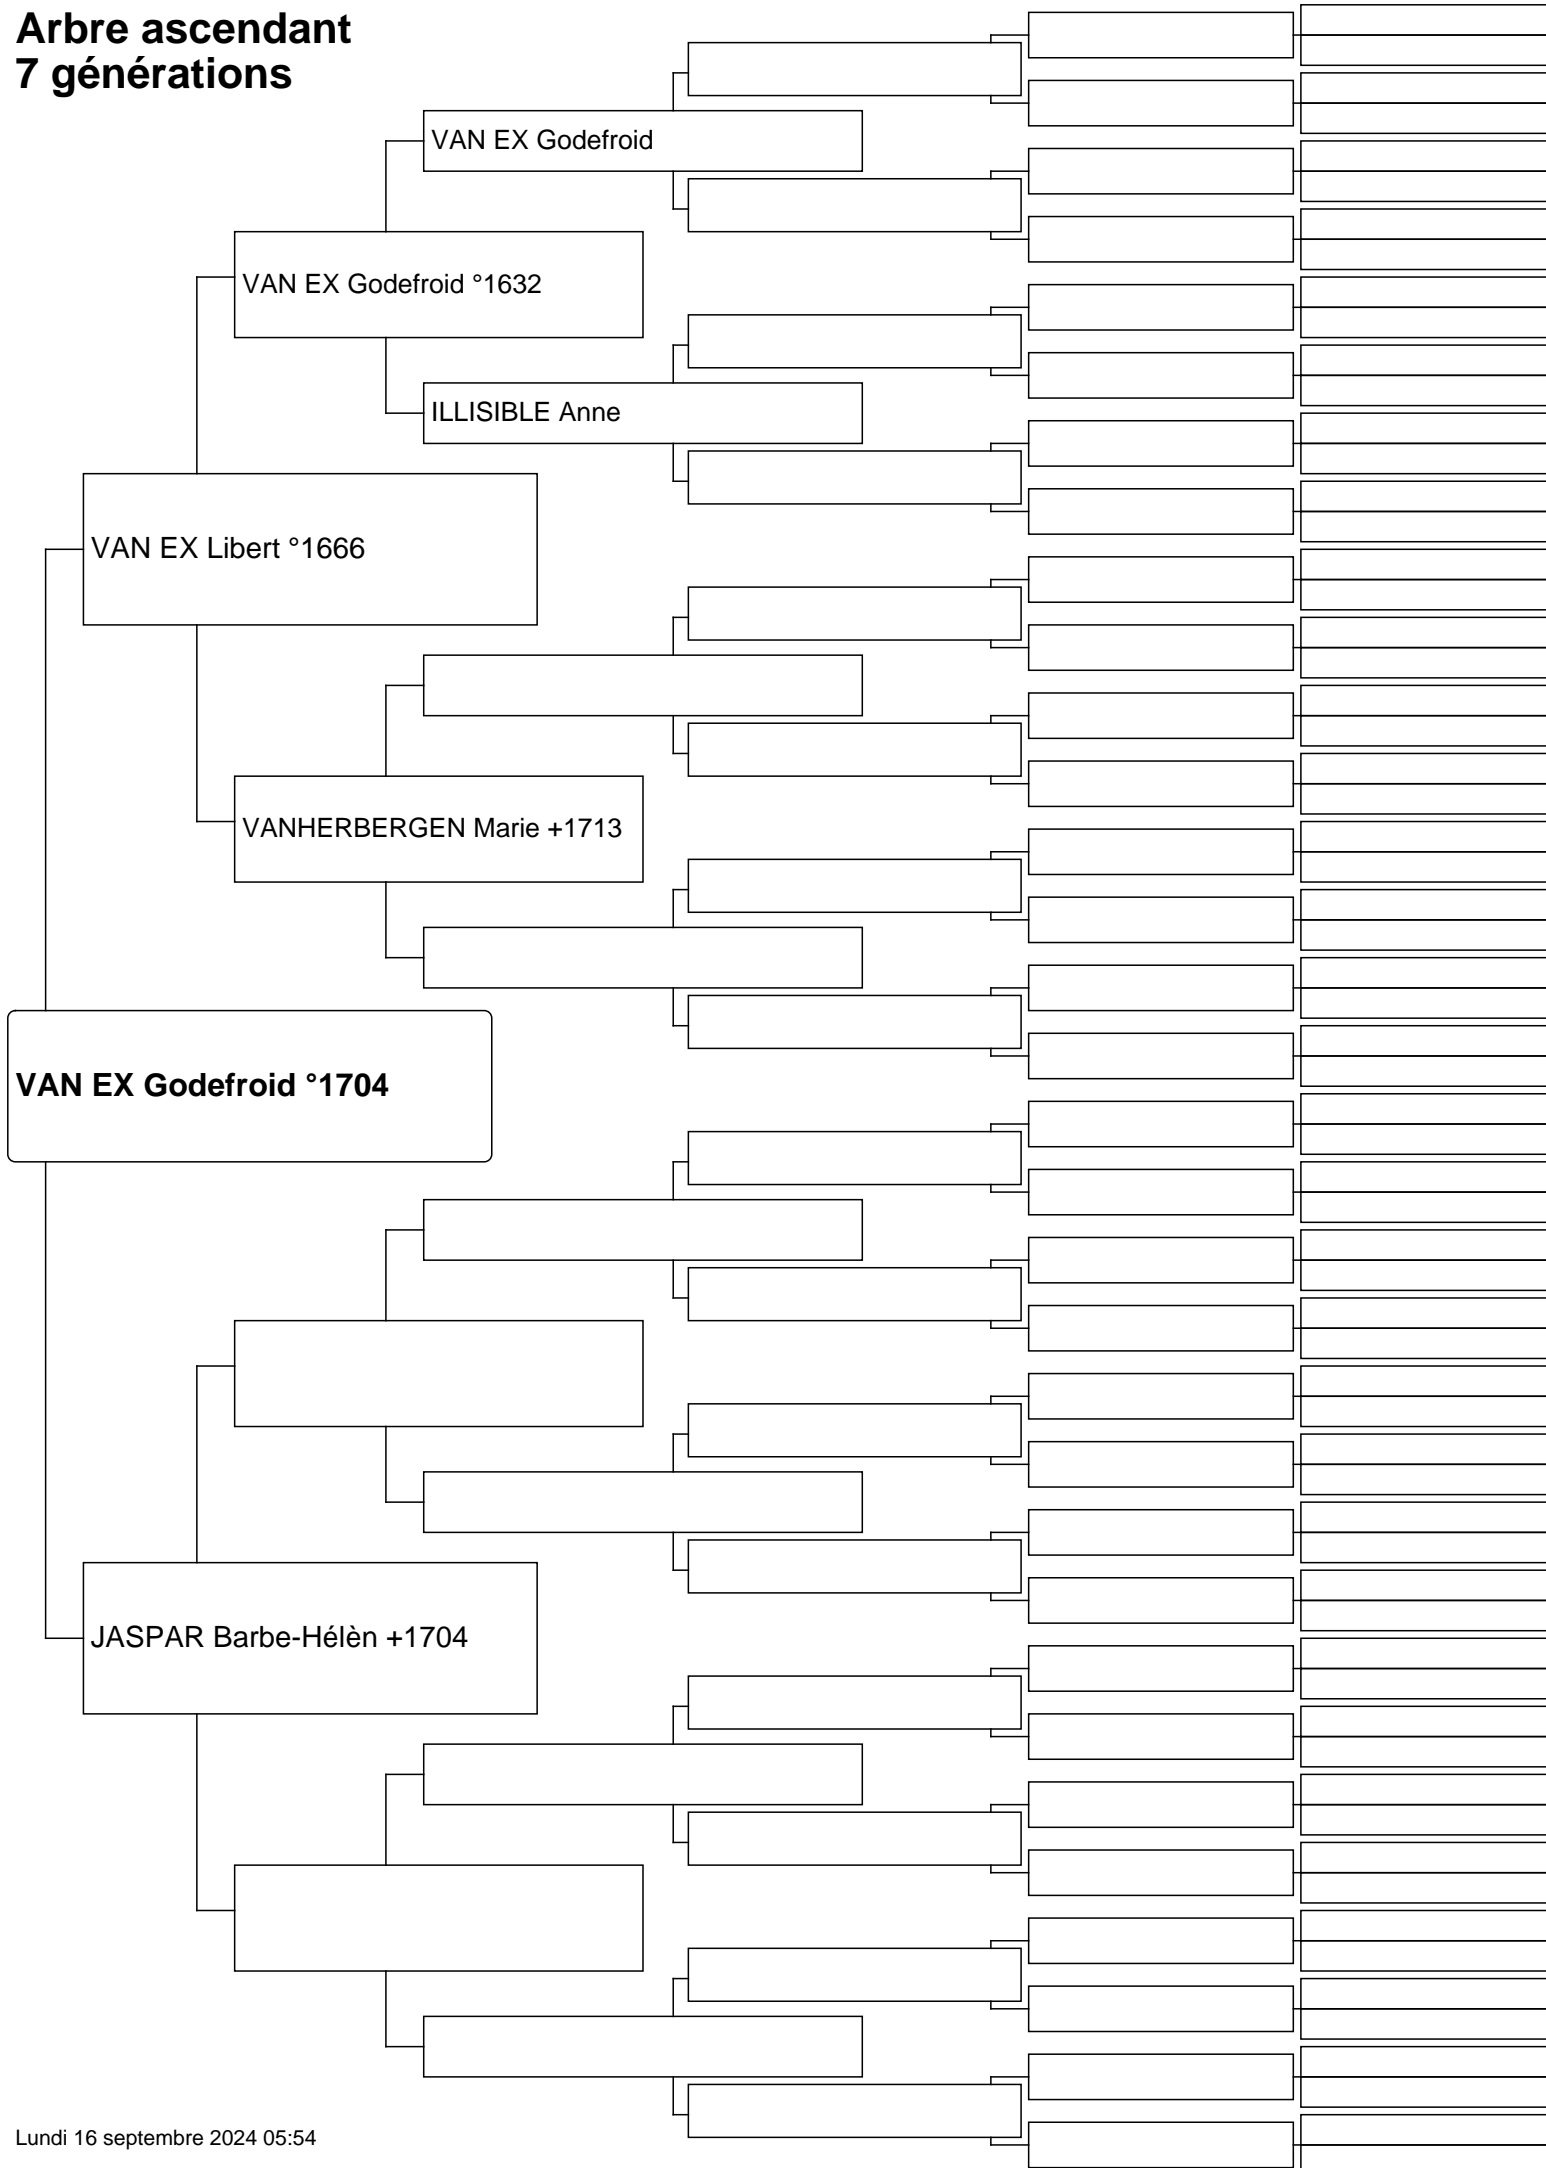 Arbre ascendant
7 générations
VAN EX Godefroid
VAN EX Godefroid °1632
ILLISIBLE Anne
VAN EX Libert °1666
VANHERBERGEN Marie +1713
VAN EX Godefroid °1704
JASPAR Barbe-Hélèn +1704
Lundi 16 septembre 2024 05:54